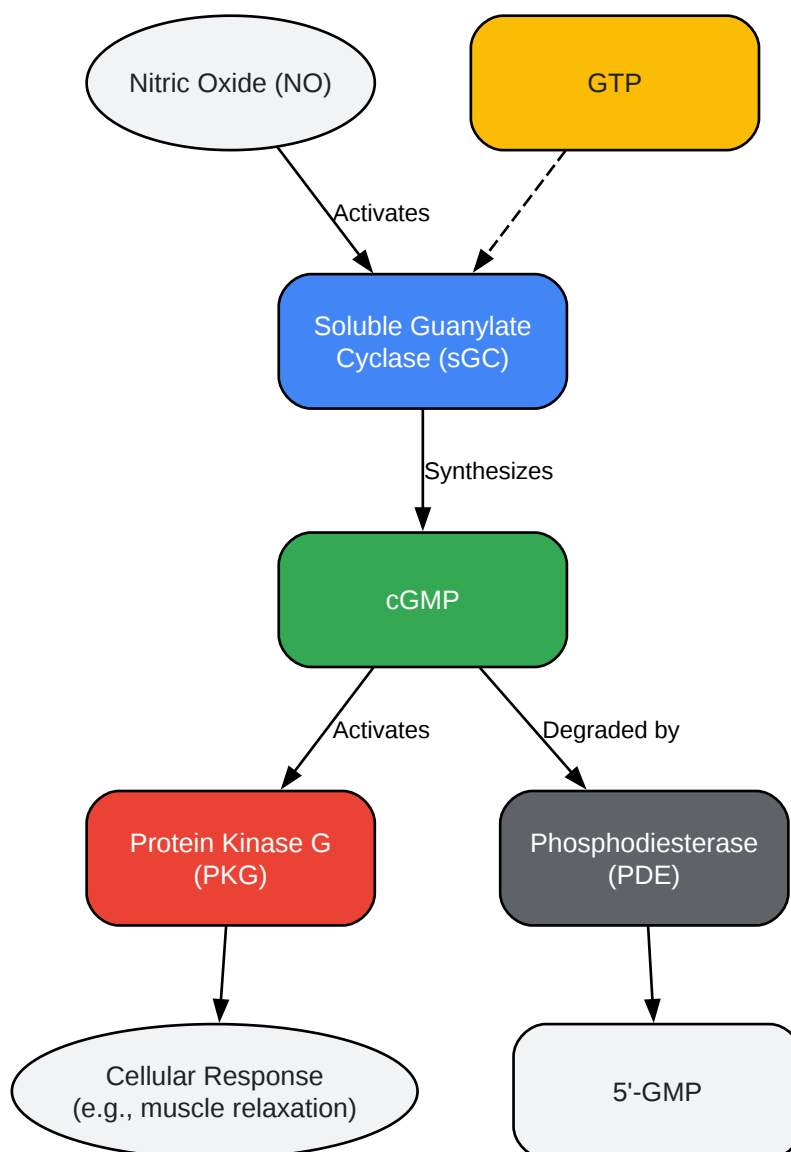 Nitric Oxide (NO)
GTP
Activates
Soluble Guanylate
Cyclase (sGC)
Synthesizes
cGMP
Activates
Degraded by
Protein Kinase G
(PKG)
Phosphodiesterase
(PDE)
Cellular Response
(e.g., muscle relaxation)
5'-GMP